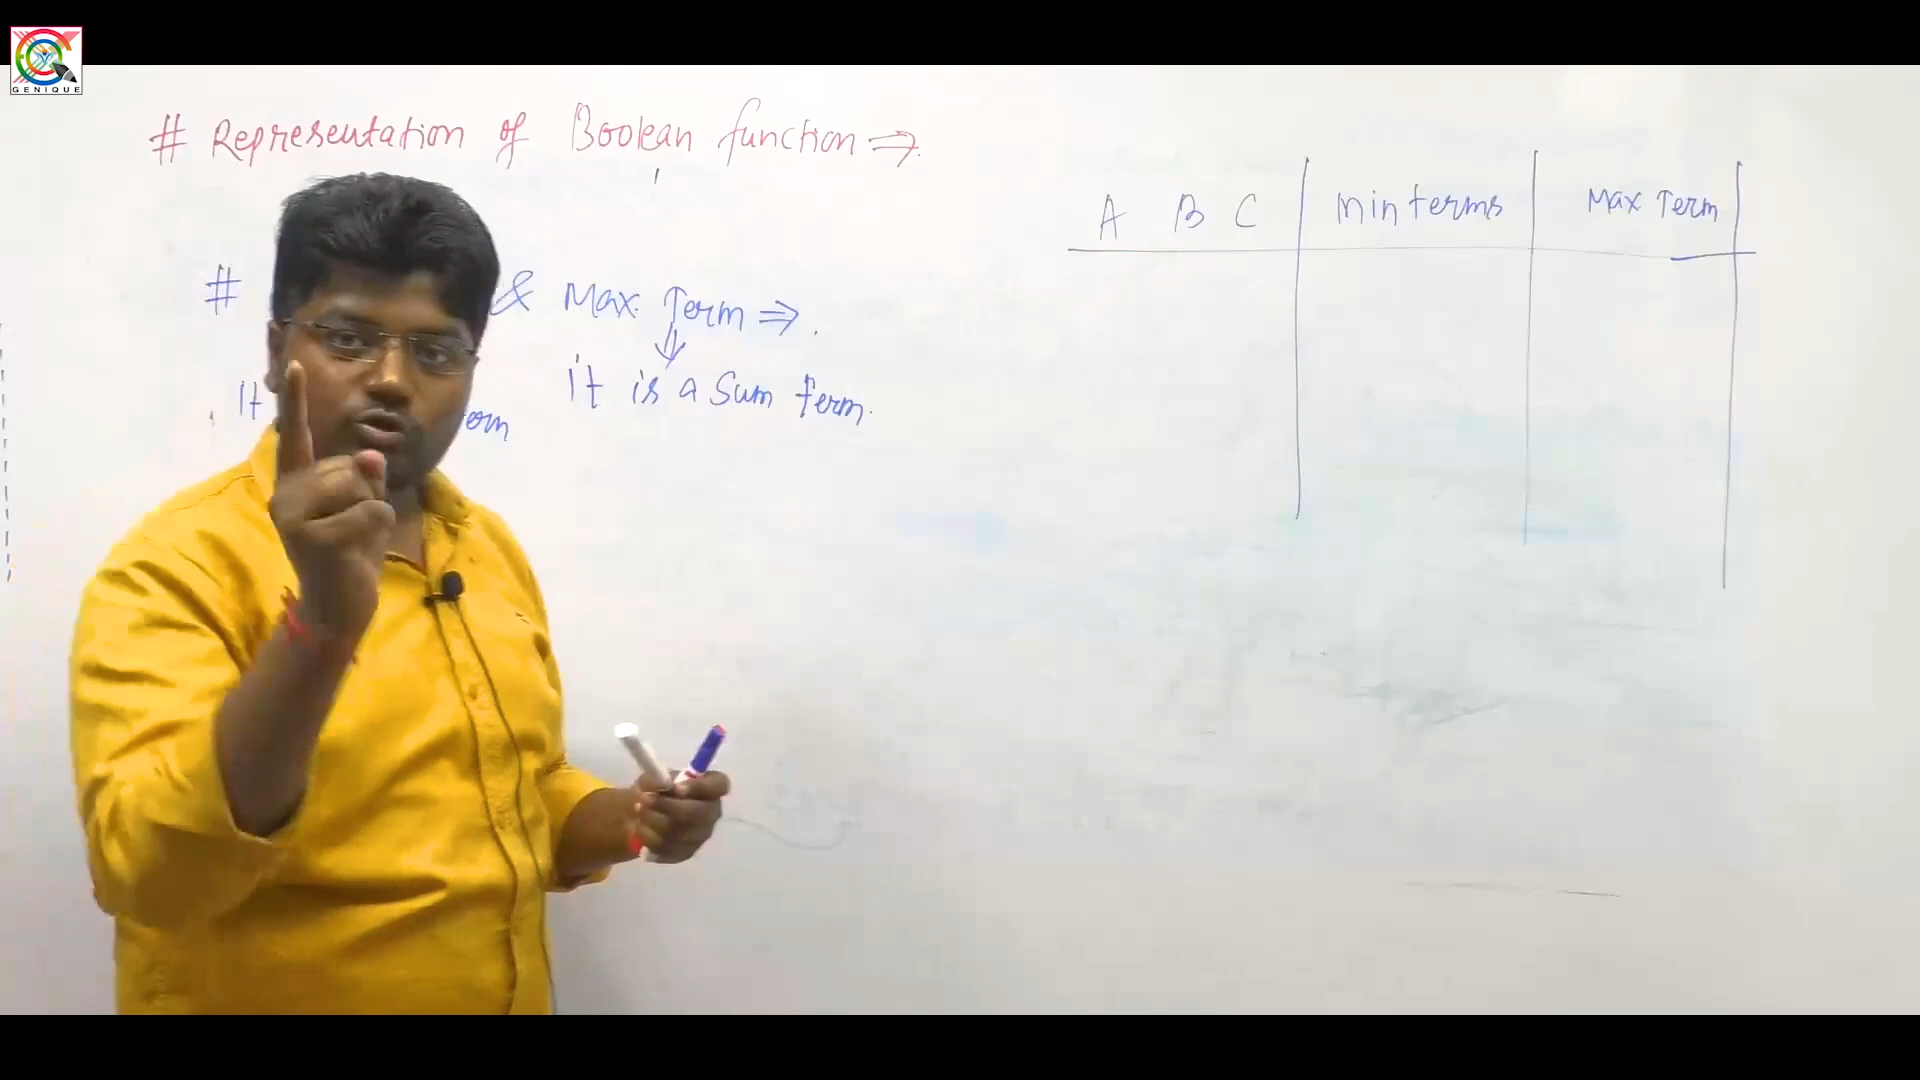 GENIQUE
# Representation of Boolean function ⇒.
A B C Minterms Max Term
# & Max. Term ⇒.
It
it is a Sum term.